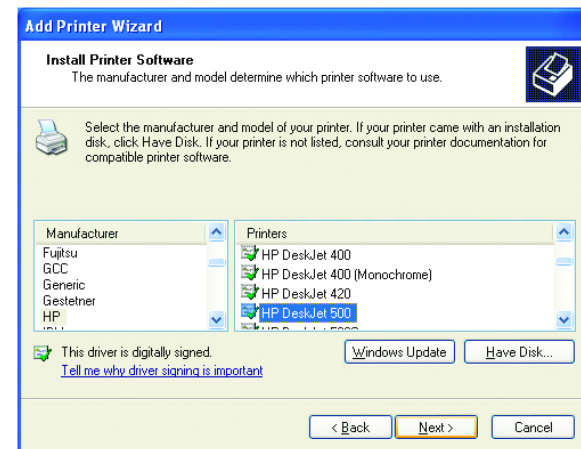 Add Printer Wizard
Install Printer Software
The manufacturer and model determine which printer software to use.
Select the manufacturer and model of your printer. If your printer came with an installation
disk, click Have Disk. If your printer is not listed, consult your printer documentation for
compatible printer software.
Manufacturer
Fujitsu
GCC
Generic
Gestetner
HP
Printers
HP DeskJet 400
HP DeskJet 400 (Monochrome)
HP DeskJet 420
HP DeskJet 500
This driver is digitally signed.
Tell me why driver signing is important
Windows Update
Have Disk...
< Back
Next >
Cancel